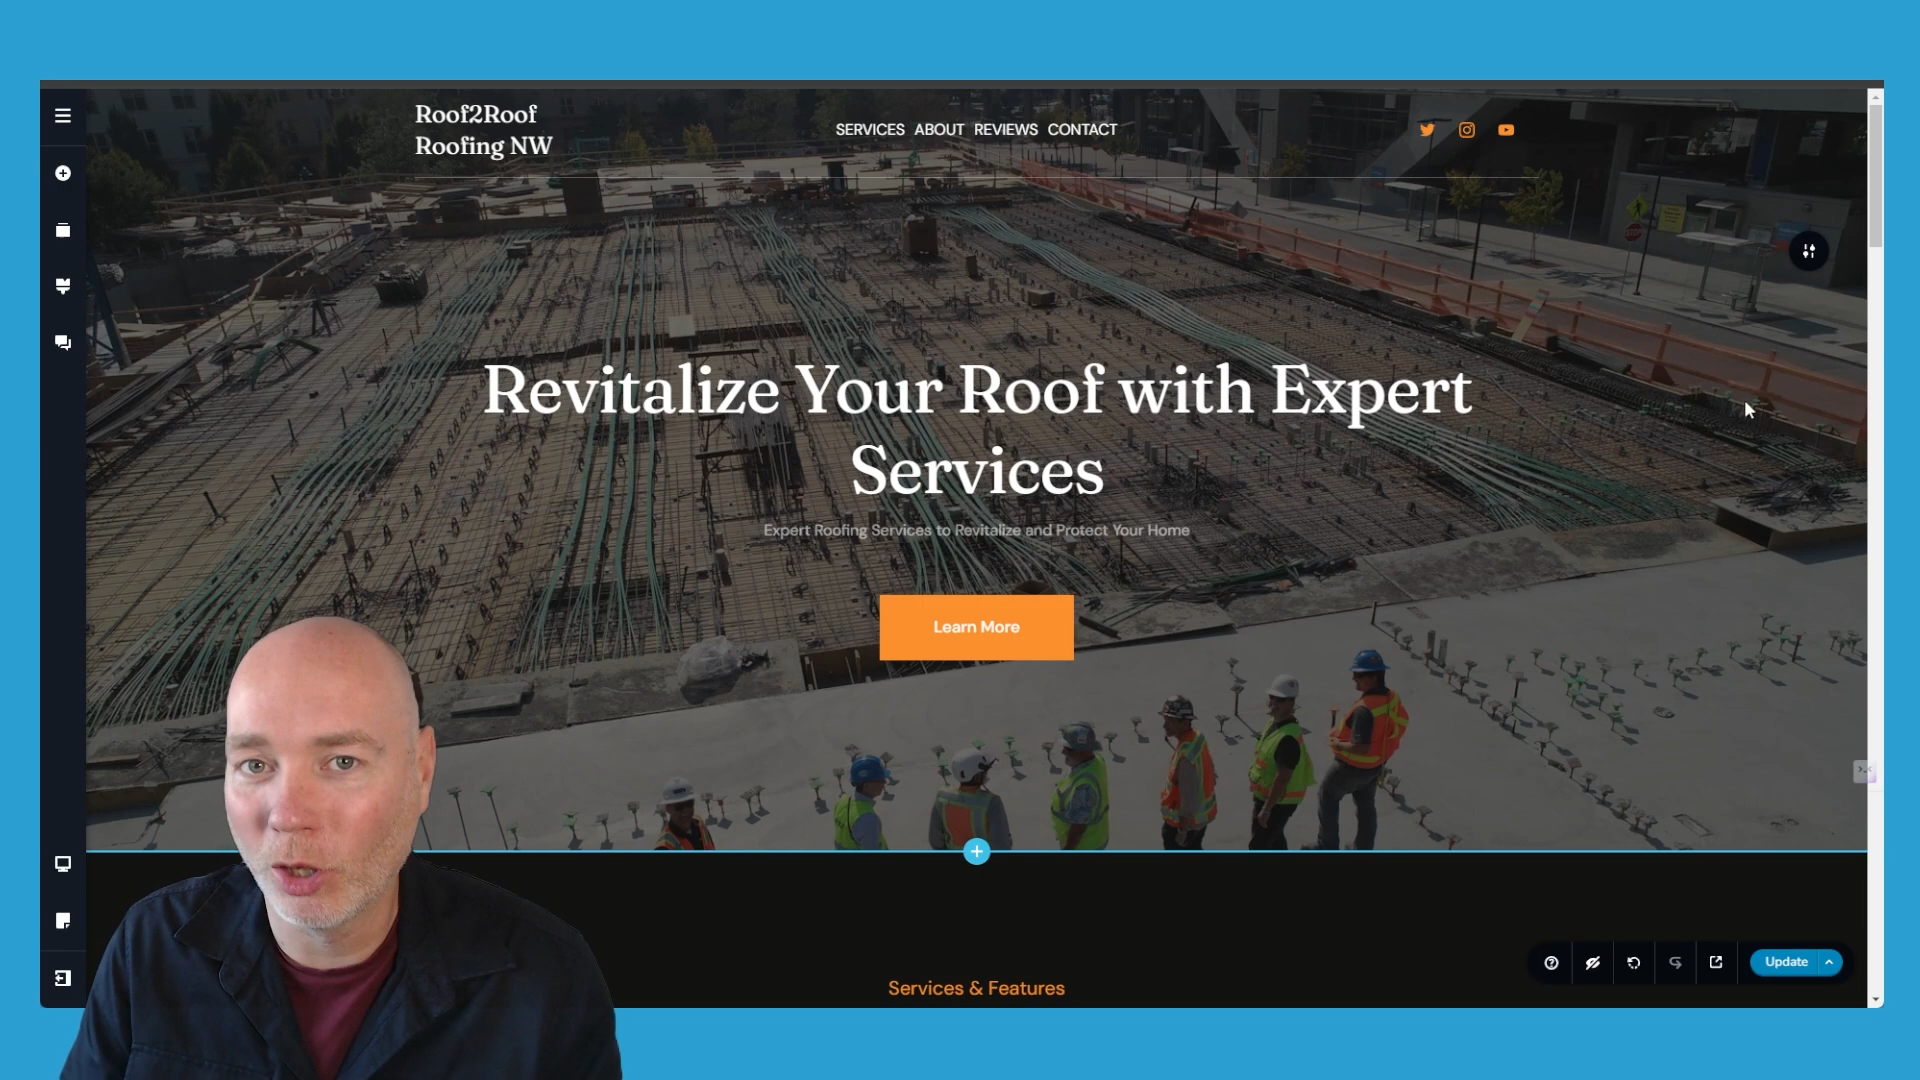 Roof2Roof
Roofing NW
SERVICES ABOUT REVIEWS CONTACT
Revitalize Your Roof with Expert
Services
Expert Roofing Services to Revitalize and Protect Your Home
Learn More
Services & Features
Update
STOP